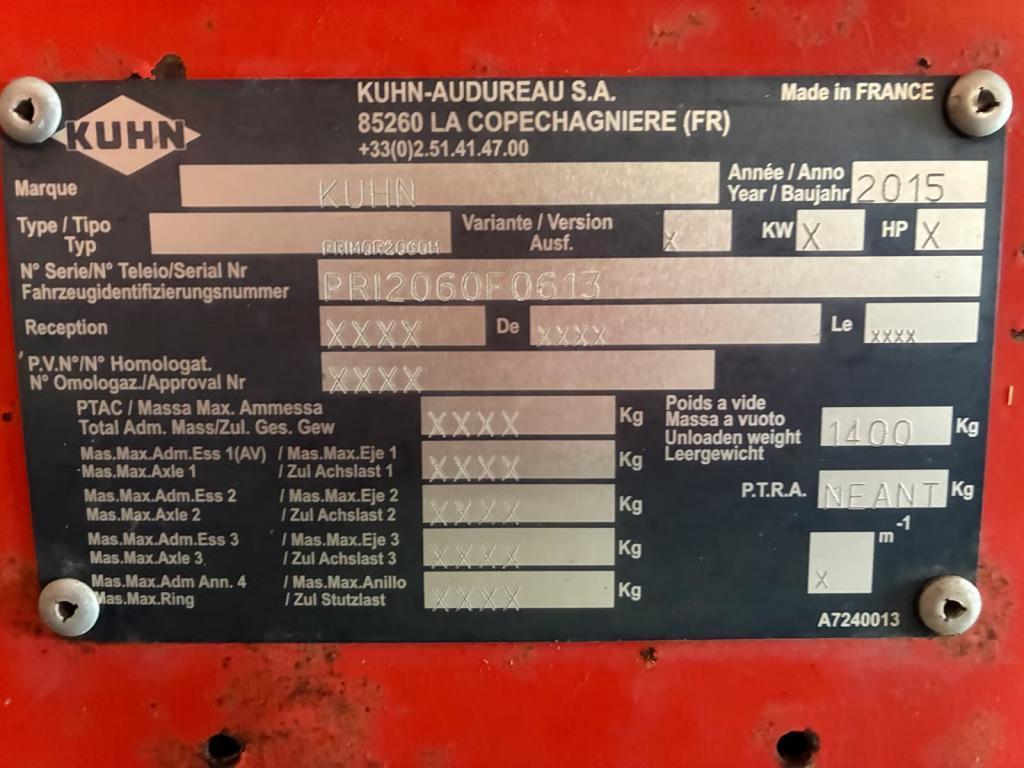 KUHN
KUHN-AUDUREAU S.A.
85260 LA COPECHAGNIERE (FR)
+33(0)2.51.41.47.00
Made in FRANCE
Marque KUHN
Année / Anno
Year / Baujahr 2015
Type / Tipo
Typ PRIMOR2060M
Variante / Version
Ausf. X
KW X HP X
N° Serie/N° Teleio/Serial Nr
Fahrzeugidentifizierungsnummer PRI2060F0613
Reception XXXX De XXXX Le XXXX
P.V.N°/N° Homologat.
N° Omologaz./Approval Nr XXXX
PTAC / Massa Max. Ammessa
Total Adm. Mass/Zul. Ges. Gew XXXX Kg
Mas.Max.Adm.Ess 1(AV) / Mas.Max.Eje 1
Mas.Max.Axle 1 / Zul Achslast 1 XXXX Kg
Mas.Max.Adm.Ess 2 / Mas.Max.Eje 2
Mas.Max.Axle 2 / Zul Achslast 2 XXXX Kg
Mas.Max.Adm.Ess 3 / Mas.Max.Eje 3
Mas.Max.Axle 3 / Zul Achslast 3 XXXX Kg
Mas.Max.Adm Ann. 4 / Mas.Max.Anillo
Mas.Max.Ring / Zul Stutzlast XXXX Kg
Poids a vide
Massa a vuoto
Unloaden weight
Leergewicht 1400 Kg
P.T.R.A. NEANT Kg
X m-1
A7240013